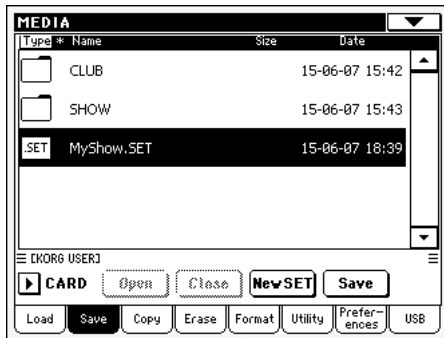 MEDIA
Type * Name Size Date
CLUB 15-06-07 15:42
SHOW 15-06-07 15:43
.SET MyShow.SET 15-06-07 18:39
[KORG USER]
CARD Open Close New SET Save
Load Save Copy Erase Format Utility Prefer-ences USB